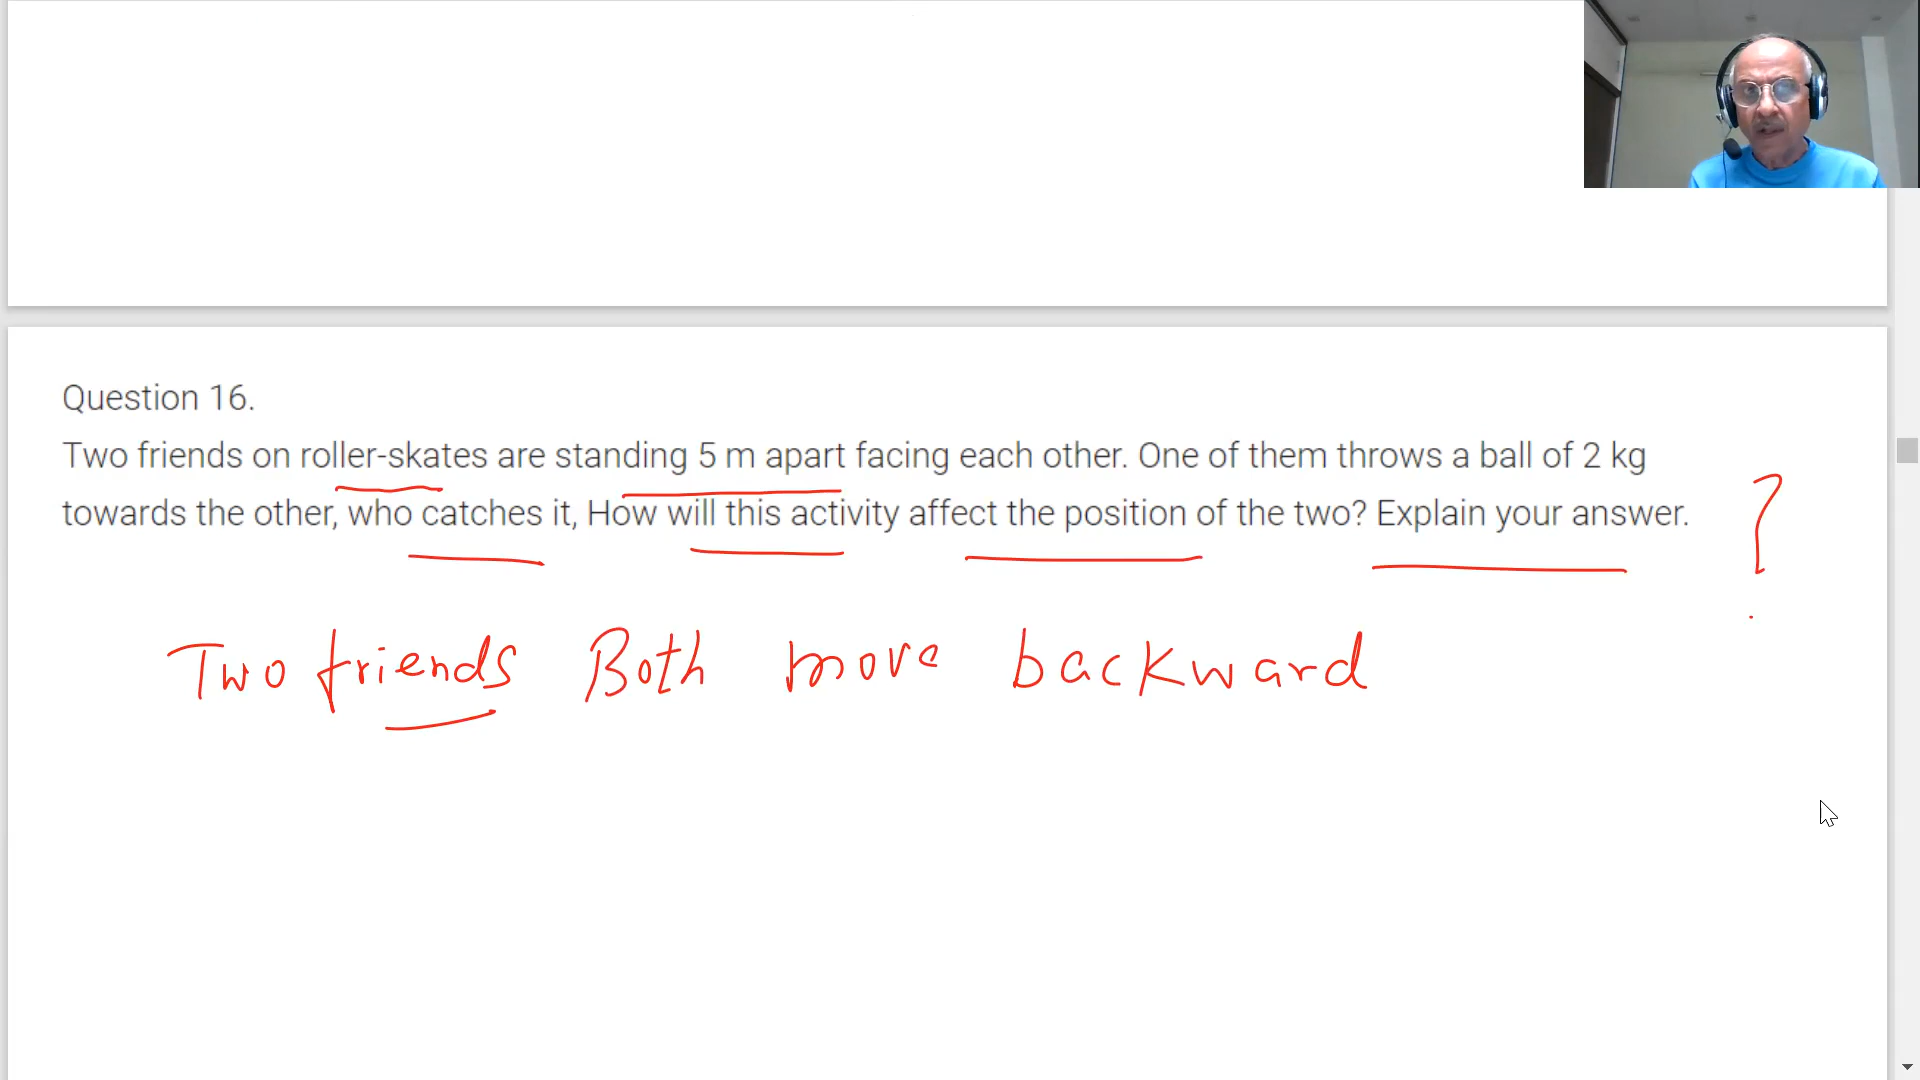 Question 16.
Two friends on roller-skates are standing 5 m apart facing each other. One of them throws a ball of 2 kg
towards the other, who catches it, How will this activity affect the position of the two? Explain your answer.
?
Two friends Both move backward